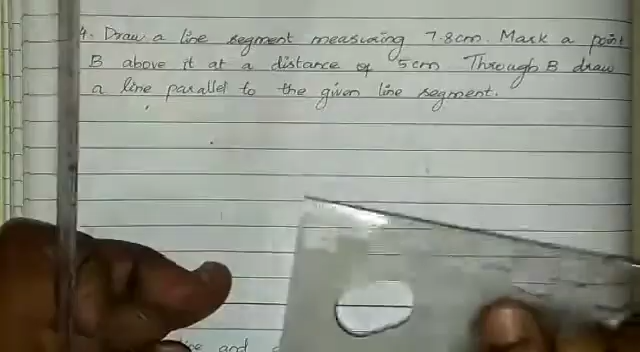 4. Draw a line segment measuring 7.8cm. Mark a point
B above it at a distance of 5cm Through B draw
a line parallel to the given line segment.
and